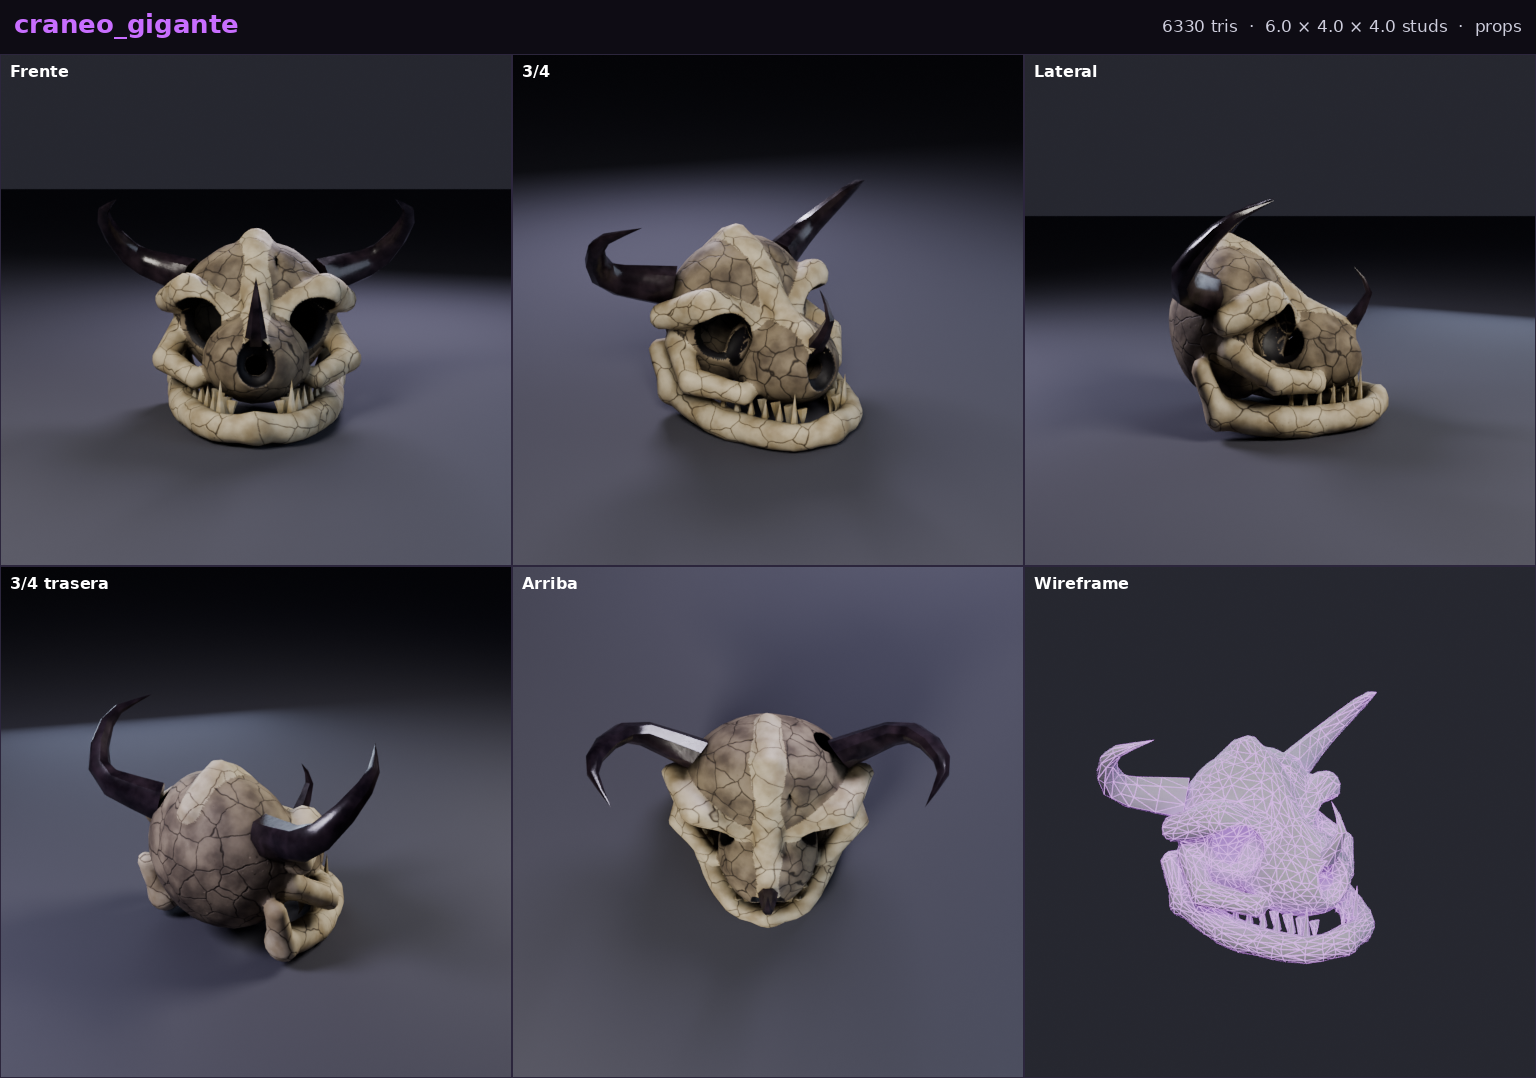 craneo_gigante
6330 tris · 6.0 × 4.0 × 4.0 studs · props
Frente
3/4
Lateral
3/4 trasera
Arriba
Wireframe